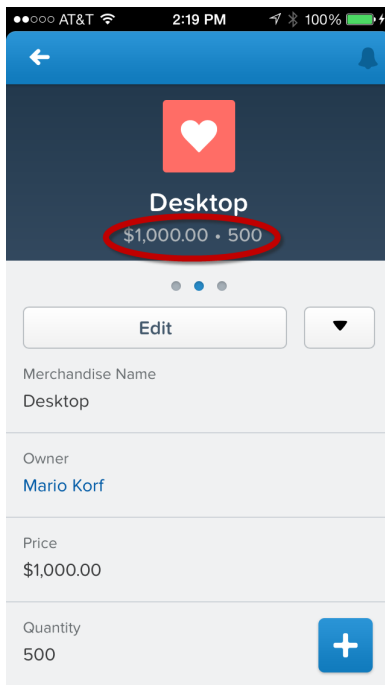 AT&T 2:19 PM 100%
Desktop
$1,000.00 • 500
Edit
Merchandise Name
Desktop
Owner
Mario Korf
Price
$1,000.00
Quantity
500